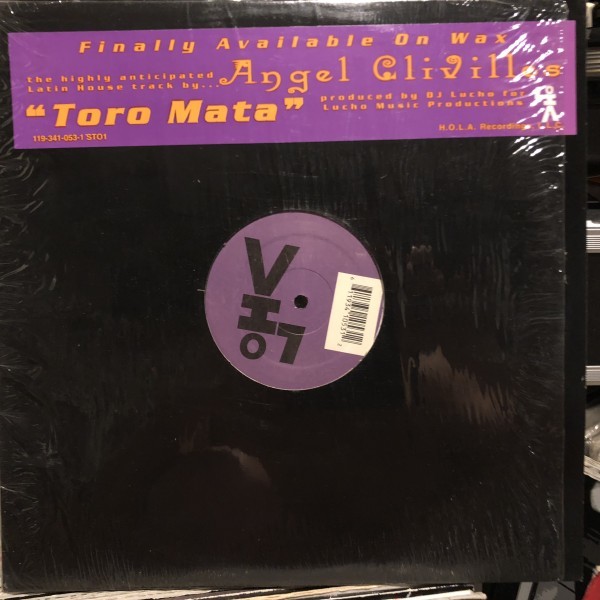 Finally Available On Wax
the highly anticipated
Latin House track by...
Angel Clivillés
"Toro Mata"
produced by DJ Lucho for
Lucho Music Productions
119-341-053-1 STO1
H.O.L.A. Recordings